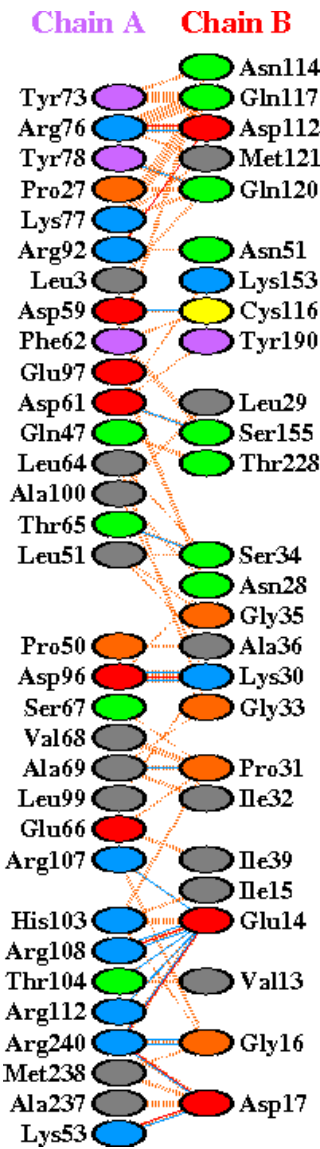 Chain A Chain B
Asn114
Tyr73 Gln117
Arg76 Asp112
Tyr78 Met121
Pro27 Gln120
Lys77
Arg92 Asn51
Leu3 Lys153
Asp59 Cys116
Phe62 Tyr190
Glu97
Asp61 Leu29
Gln47 Ser155
Leu64 Thr228
Ala100
Thr65
Leu51 Ser34
Asn28
Gly35
Pro50 Ala36
Asp96 Lys30
Ser67 Gly33
Val68
Ala69 Pro31
Leu99 Ile32
Glu66
Arg107 Ile39
Ile15
His103 Glu14
Arg108
Thr104 Val13
Arg112
Arg240 Gly16
Met238
Ala237 Asp17
Lys53